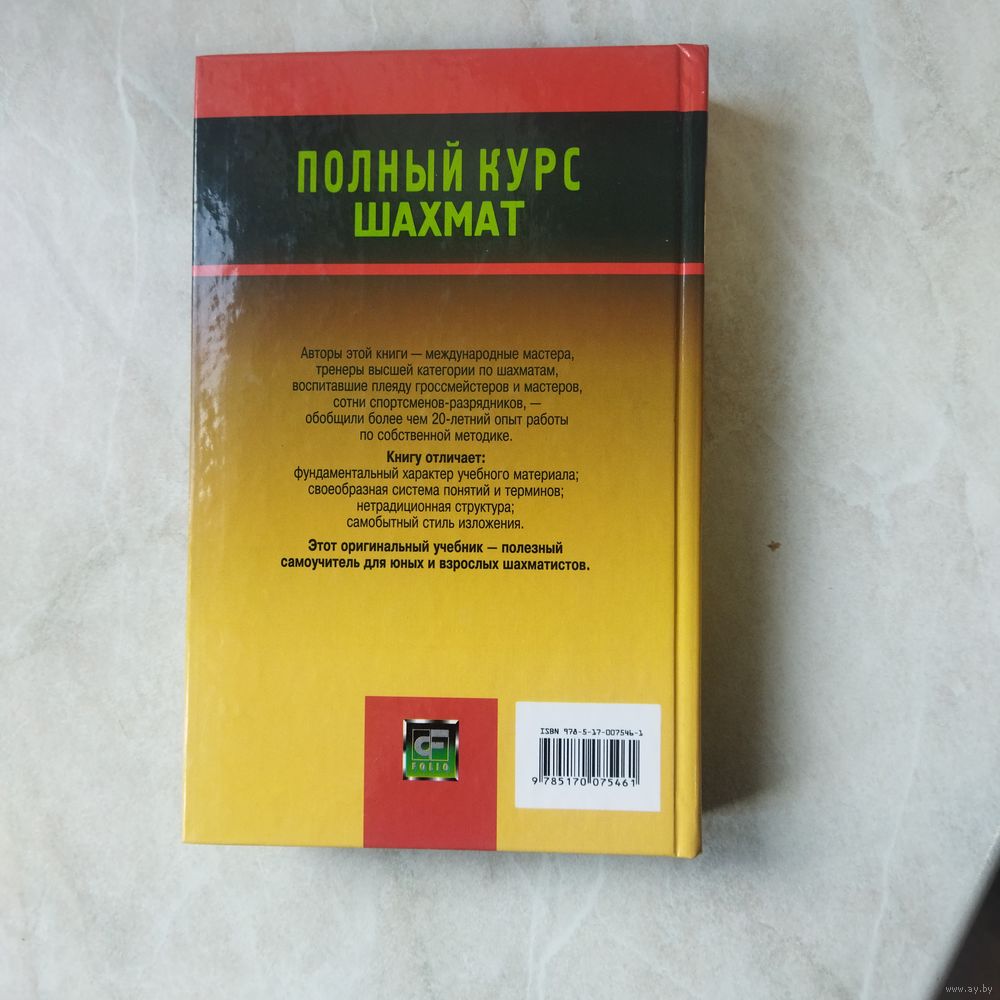 ПОЛНЫЙ КУРС
ШАХМАТ
Авторы этой книги — международные мастера,
тренеры высшей категории по шахматам,
воспитавшие плеяду гроссмейстеров и мастеров,
сотни спортсменов-разрядников, —
обобщили более чем 20-летний опыт работы
по собственной методике.
Книгу отличает:
фундаментальный характер учебного материала;
своеобразная система понятий и терминов;
нетрадиционная структура;
самобытный стиль изложения.
Этот оригинальный учебник — полезный
самоучитель для юных и взрослых шахматистов.
FOLIO
ISBN 978-5-17-007546-1
9 785170 075461
www.ay.by